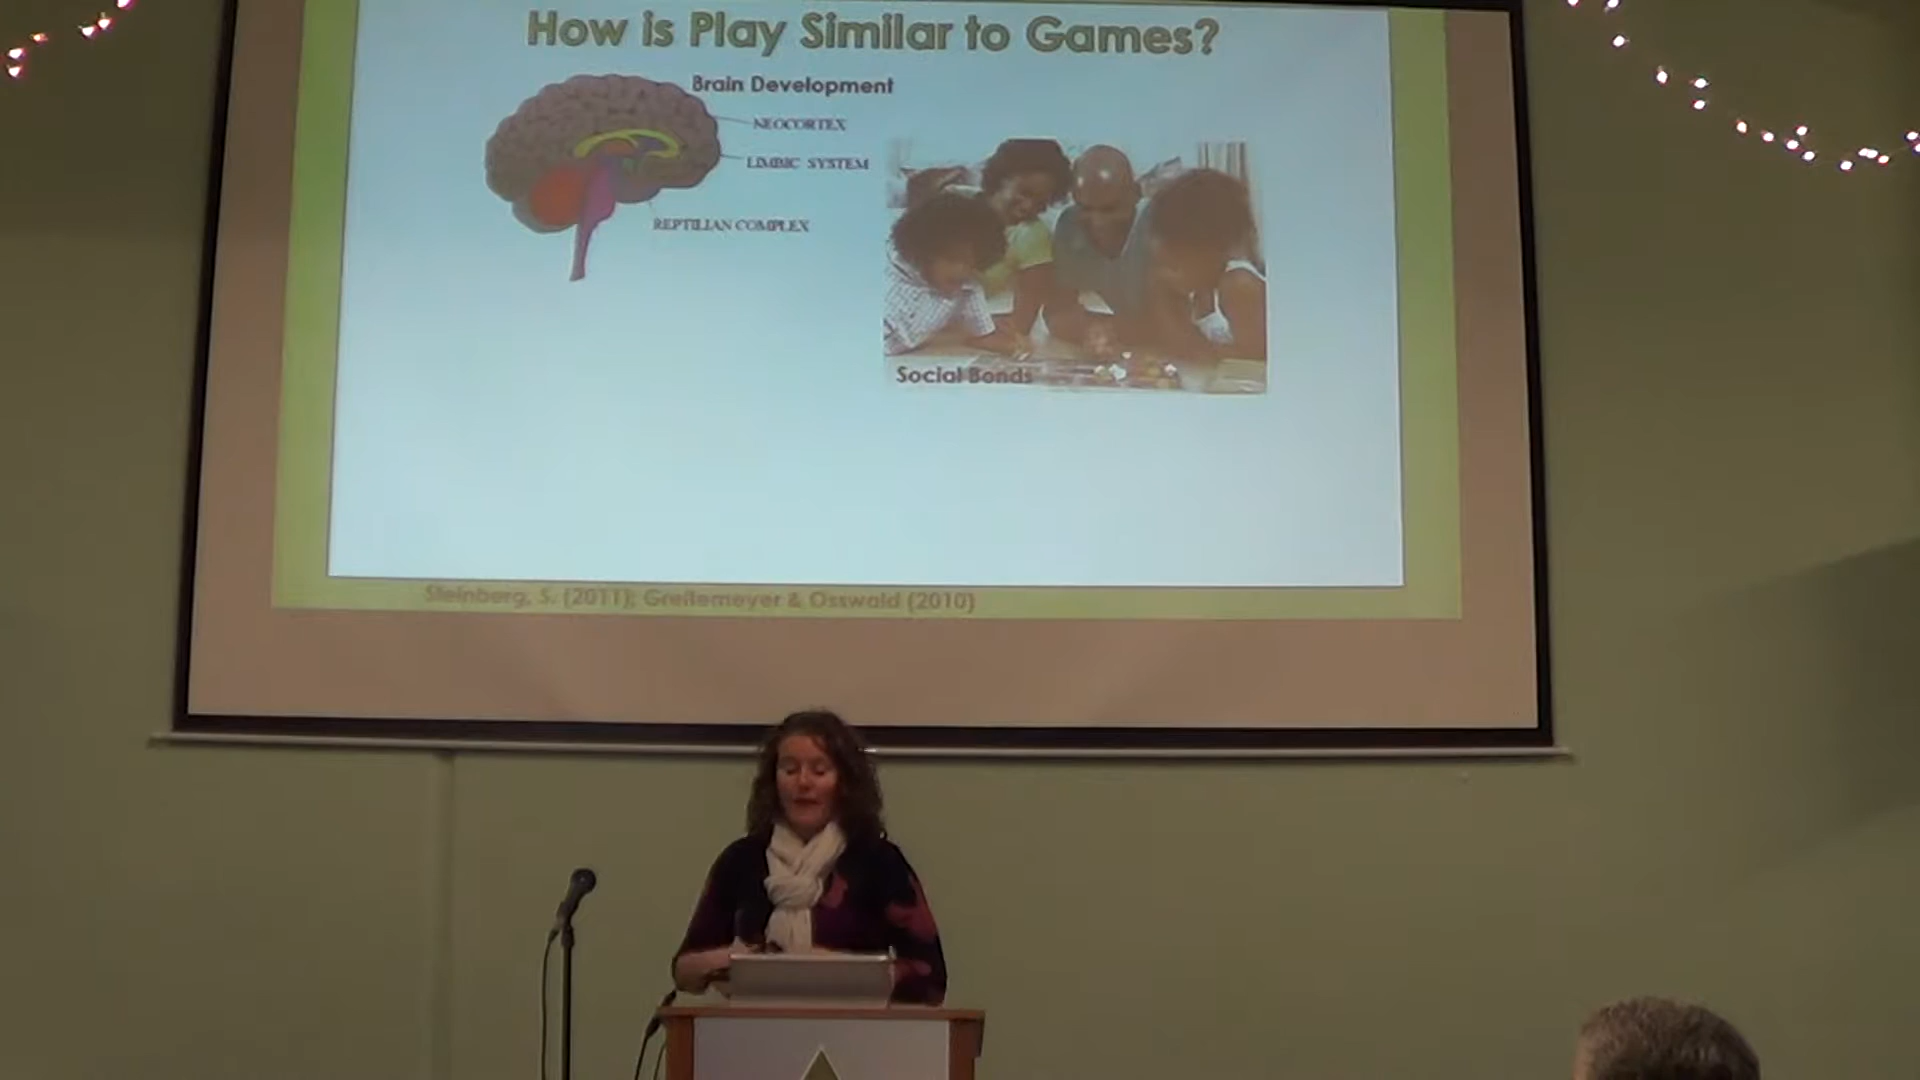 How is Play Similar to Games?
Brain Development
NEOCORTEX
LIMBIC SYSTEM
REPTILIAN COMPLEX
Social Bonds
Steinberg, S. (2011); Greitemeyer & Osswald (2010)